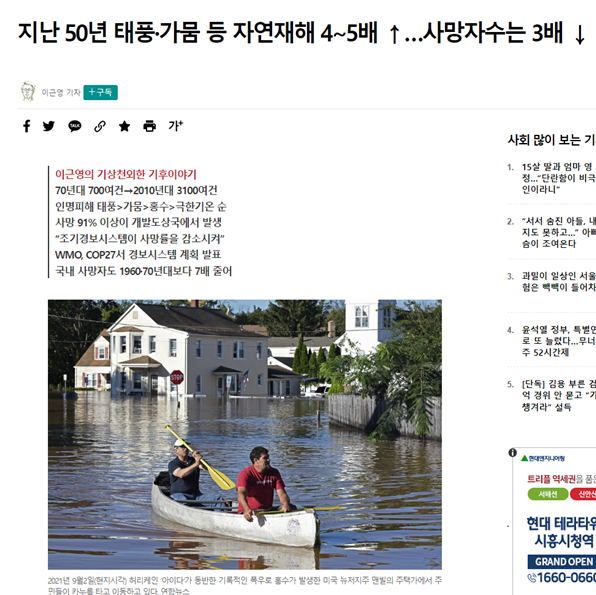 지난 50년 태풍·가뭄 등 자연재해 4~5배 ↑…사망자수는 3배 ↓
이근영 기자 +구독
TALK 가+
이근영의 기상천외한 기후이야기
70년대 700여건→2010년대 3100여건
인명피해 태풍>가뭄>홍수>극한기온 순
사망 91% 이상이 개발도상국에서 발생
“조기경보시스템이 사망률을 감소시켜”
WMO, COP27서 경보시스템 계획 발표
국내 사망자도 1960·70년대보다 7배 줄어
STOP
2021년 9월2일(현지시각) 허리케인 ‘아이다’가 동반한 기록적인 폭우로 홍수가 발생한 미국 뉴저지주 맨빌의 주택가에서 주
민들이 카누를 타고 이동하고 있다. 연합뉴스
사회 많이 보는 기
1. 15살 딸과 엄마 영
정…“단란함이 비극
인이라니”
2. “서서 숨진 아들, 내
지도 못하고…” 아빠
슴이 조여온다
3. 과밀이 일상인 서울
험은 빽빽이 들어차
4. 윤석열 정부, 특별연
로 또 늘렸다…무너
주 52시간제
5. [단독] 김용 부른 검
억 경위 안 묻고 “기
챙겨라” 설득
현대엔지니어링
트리플 역세권을 품은
서해선 신안산
현대 테라타워
시흥시청역
GRAND OPEN
1660-066